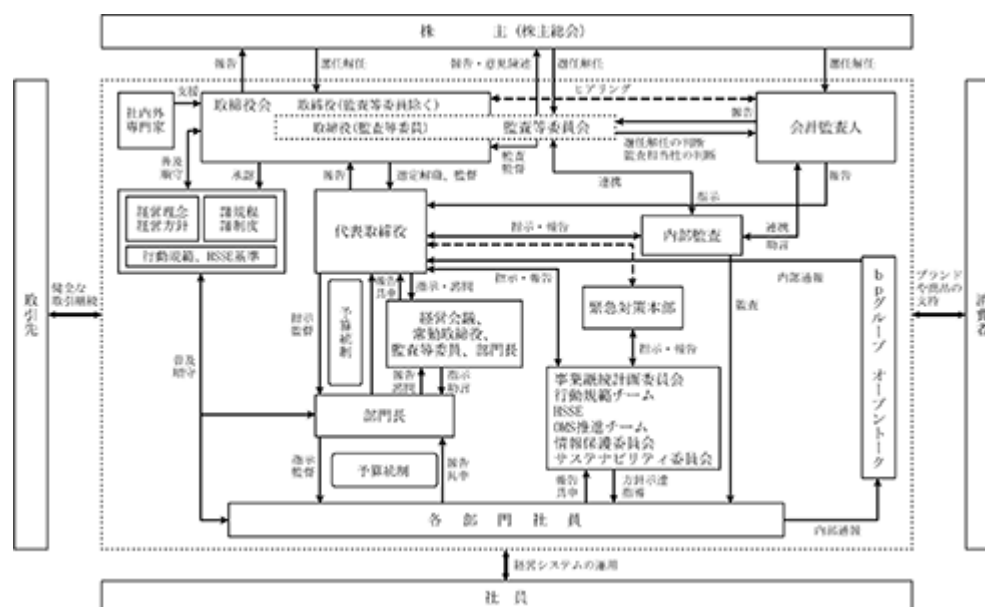 株 主 (株主総会)
報告
選任解任
報告・意見陳述
選任解任
選任解任
社内外
専門家
支援
取締役会 取締役(監査等委員除く)
取締役(監査等委員) 監査等委員会
ヒアリング
報告
会計監査人
選任解任の判断
監査相当性の判断
監査
監督
普及
順守
承認
報告
選定解職、監督
連携
指示
報告
経営理念
経営方針
諸規程
諸制度
行動規範、HSSE基準
代表取締役
指示・報告
内部監査
連携
助言
内部通報
取引先
健全な
取引継続
ブランド
や商品の
支持
消費者
bpグループ オープントーク
指示
監督
予算統制
報告
具申
指示・諮問
指示・報告
緊急対策本部
監査
経営会議、
常勤取締役、
監査等委員、部門長
指示・報告
報告
諮問
指示
助言
普及
順守
事業継続計画委員会
行動規範チーム
HSSE
OMS推進チーム
情報保護委員会
サステナビリティ委員会
部門長
指示
監督
予算統制
報告
具申
報告
具申
方針示達
指導
各 部 門 社 員
内部通報
経営システムの運用
社 員